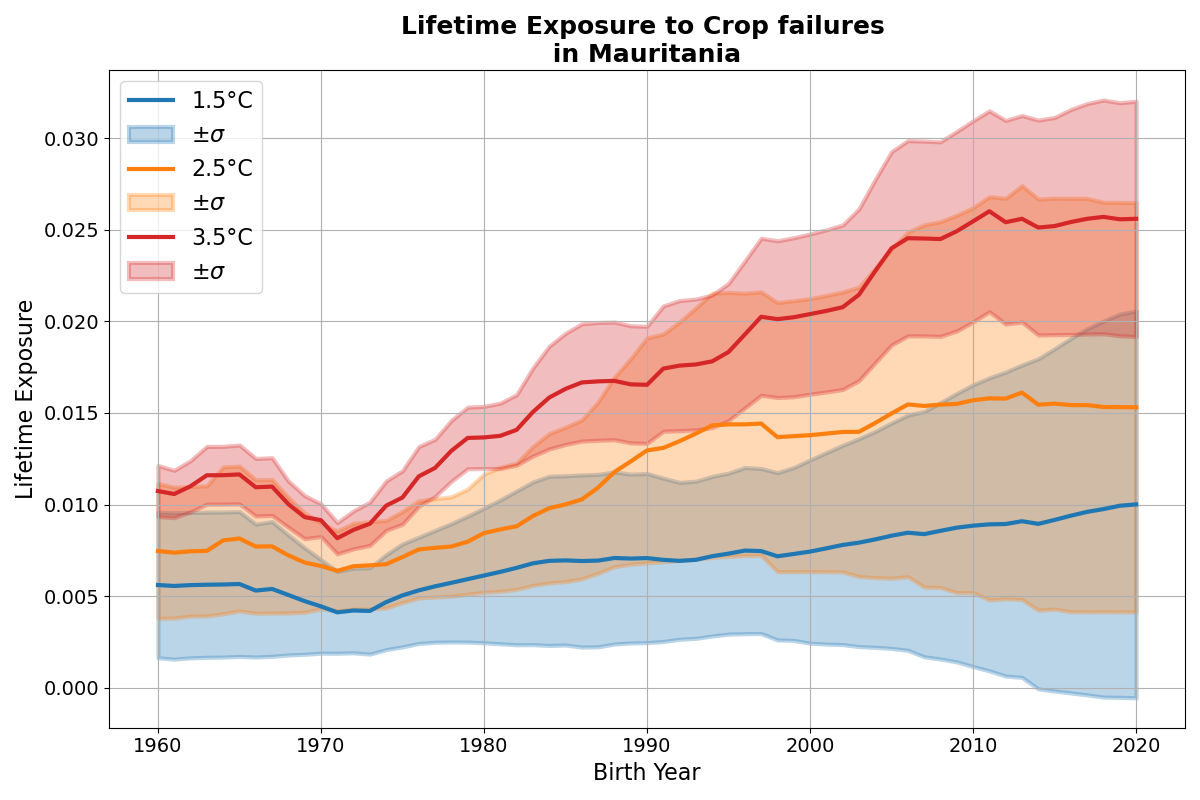 Lifetime Exposure to Crop failures
in Mauritania
1.5°C
±σ
2.5°C
±σ
3.5°C
±σ
Lifetime Exposure
0.030
0.025
0.020
0.015
0.010
0.005
0.000
1960 1970 1980 1990 2000 2010 2020
Birth Year